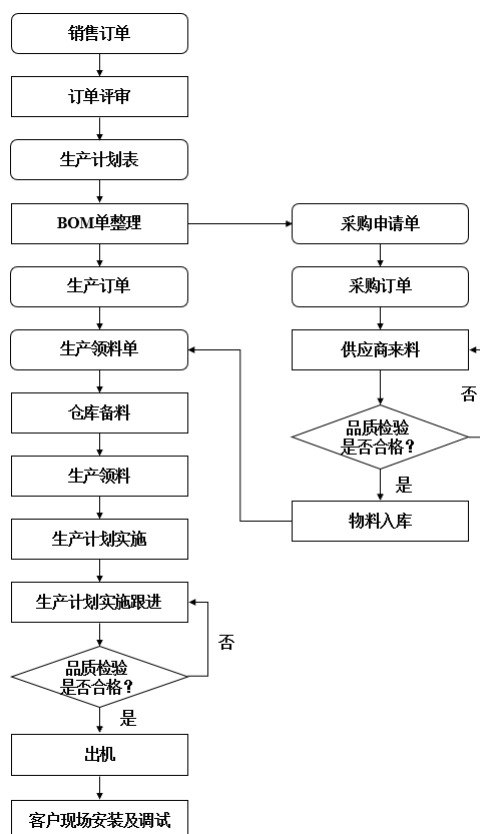 销售订单
订单评审
生产计划表
BOM单整理
采购申请单
生产订单
采购订单
生产领料单
供应商来料
否
仓库备料
品质检验
是否合格？
生产领料
是
物料入库
生产计划实施
生产计划实施跟进
否
品质检验
是否合格？
是
出机
客户现场安装及调试